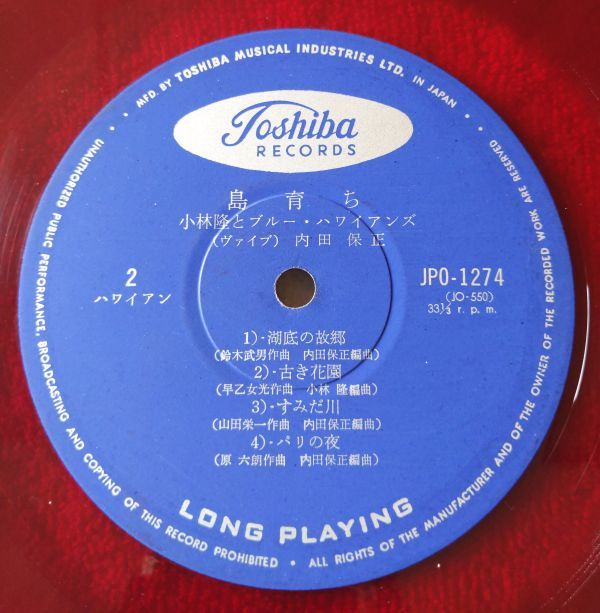 MFD. BY TOSHIBA MUSICAL INDUSTRIES LTD. IN JAPAN
Toshiba
RECORDS
島育ち
小林隆とブルー・ハワイアンズ
(ヴァイブ) 内田保正
2
ハワイアン
JPO-1274
(JO-550)
33⅓ r. p. m.
1)・湖底の故郷
(鈴木武男作曲 内田保正編曲)
2)・古き花園
(早乙女光作曲 小林 隆編曲)
3)・すみだ川
(山田栄一作曲 内田保正編曲)
4)・パリの夜
(原 六朗作曲 内田保正編曲)
LONG PLAYING
UNAUTHORIZED PUBLIC PERFORMANCE, BROADCASTING AND COPYING OF THIS RECORD PROHIBITED • ALL RIGHTS OF THE MANUFACTURER AND OF THE OWNER OF THE RECORDED WORK ARE RESERVED